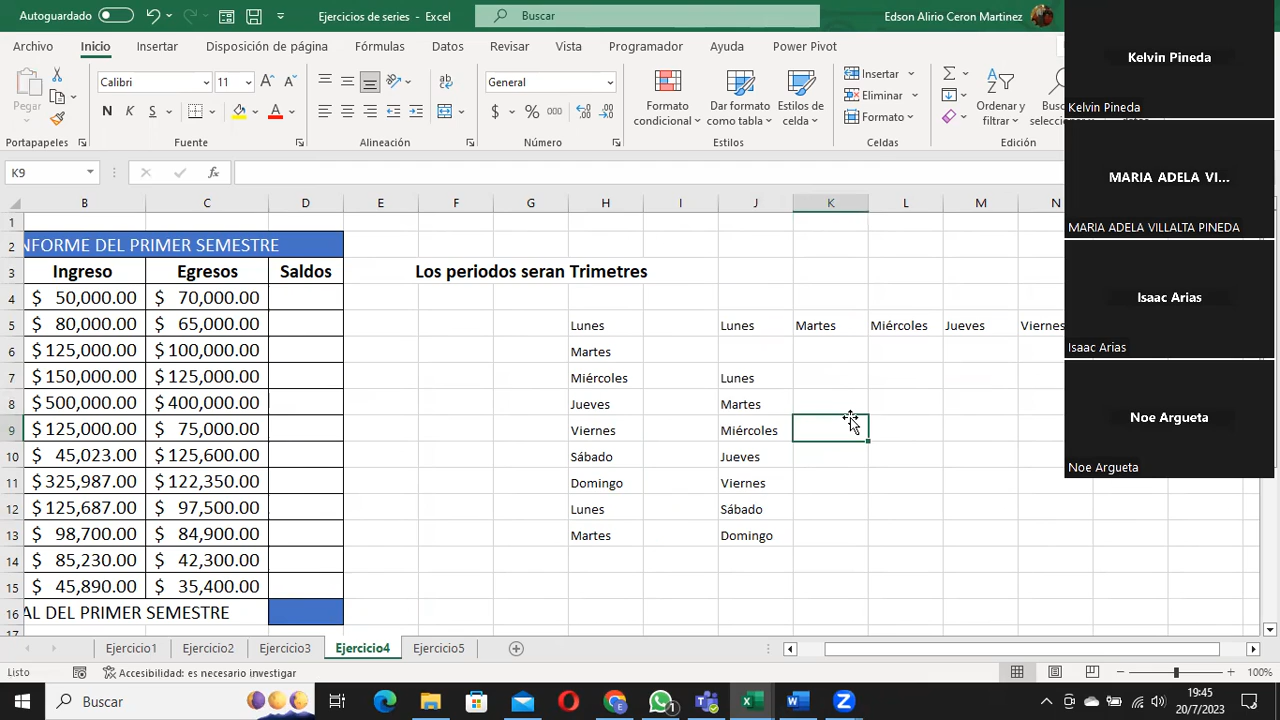 Autoguardado
Ejercicios de series - Excel
Buscar
Edson Alirio Ceron Martinez
Archivo Inicio Insertar Disposición de página Fórmulas Datos Revisar Vista Programador Ayuda Power Pivot
Pegar
Calibri 11
N K S
General
$ % 000
Formato condicional
Dar formato como tabla
Estilos de celda
Insertar
Eliminar
Formato
Ordenar y filtrar
Portapapeles Fuente Alineación Número Estilos Celdas Edición
K9 fx
B C D E F G H I J K L M N
1
2 NFORME DEL PRIMER SEMESTRE
3 Ingreso Egresos Saldos Los periodos seran Trimetres
4 $ 50,000.00 $ 70,000.00
5 $ 80,000.00 $ 65,000.00 Lunes Lunes Martes Miércoles Jueves Viernes
6 $ 125,000.00 $ 100,000.00 Martes
7 $ 150,000.00 $ 125,000.00 Miércoles Lunes
8 $ 500,000.00 $ 400,000.00 Jueves Martes
9 $ 125,000.00 $ 75,000.00 Viernes Miércoles
10 $ 45,023.00 $ 125,600.00 Sábado Jueves
11 $ 325,987.00 $ 122,350.00 Domingo Viernes
12 $ 125,687.00 $ 97,500.00 Lunes Sábado
13 $ 98,700.00 $ 84,900.00 Martes Domingo
14 $ 85,230.00 $ 42,300.00
15 $ 45,890.00 $ 35,400.00
16 AL DEL PRIMER SEMESTRE
17
Ejercicio1 Ejercicio2 Ejercicio3 Ejercicio4 Ejercicio5
Listo Accesibilidad: es necesario investigar 100%
Buscar
19:45
20/7/2023
Kelvin Pineda
Kelvin Pineda
MARIA ADELA VI...
MARIA ADELA VILLALTA PINEDA
Isaac Arias
Isaac Arias
Noe Argueta
Noe Argueta